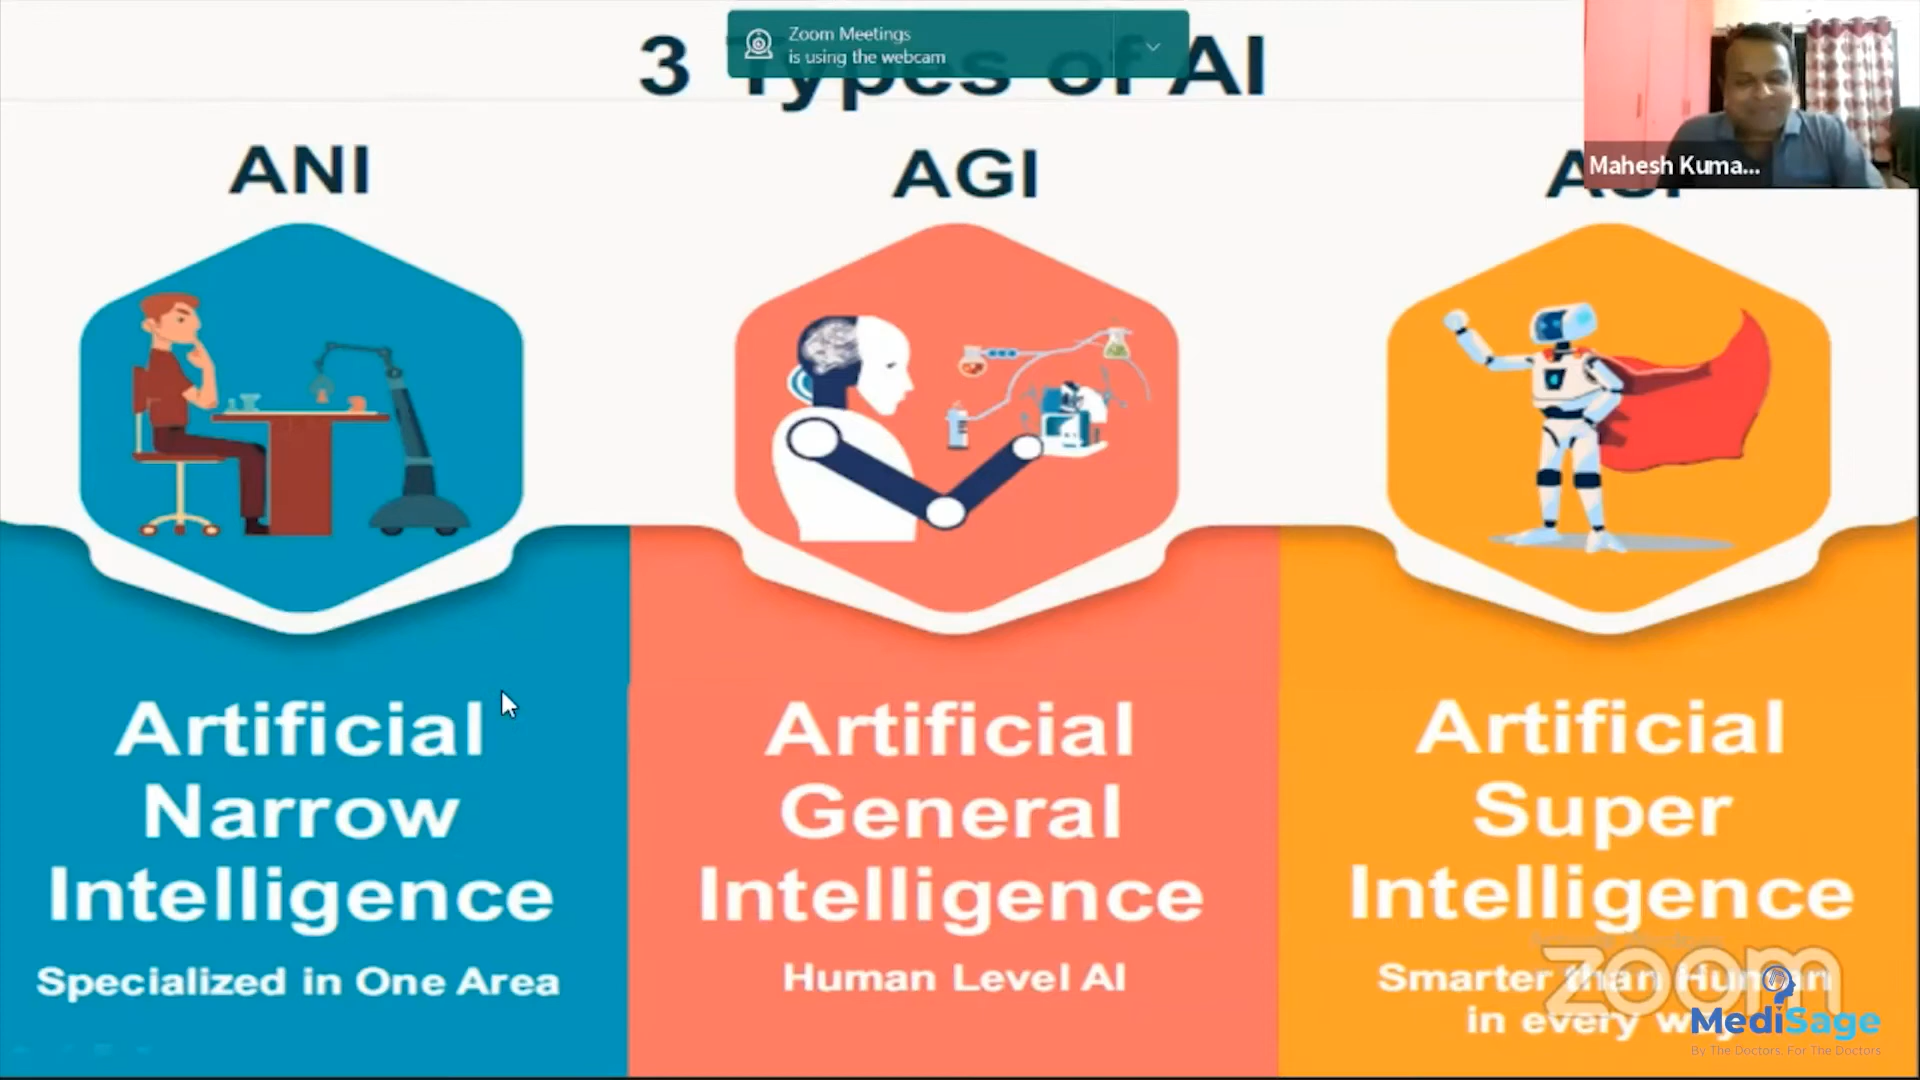 3 Types of AI
Zoom Meetings
is using the webcam
Mahesh Kuma...
ANI
AGI
Artificial
Narrow
Intelligence
Specialized in One Area
Artificial
General
Intelligence
Human Level AI
Artificial
Super
Intelligence
Smarter than Human
in every
zoom
MediSage
By The Doctors. For The Doctors